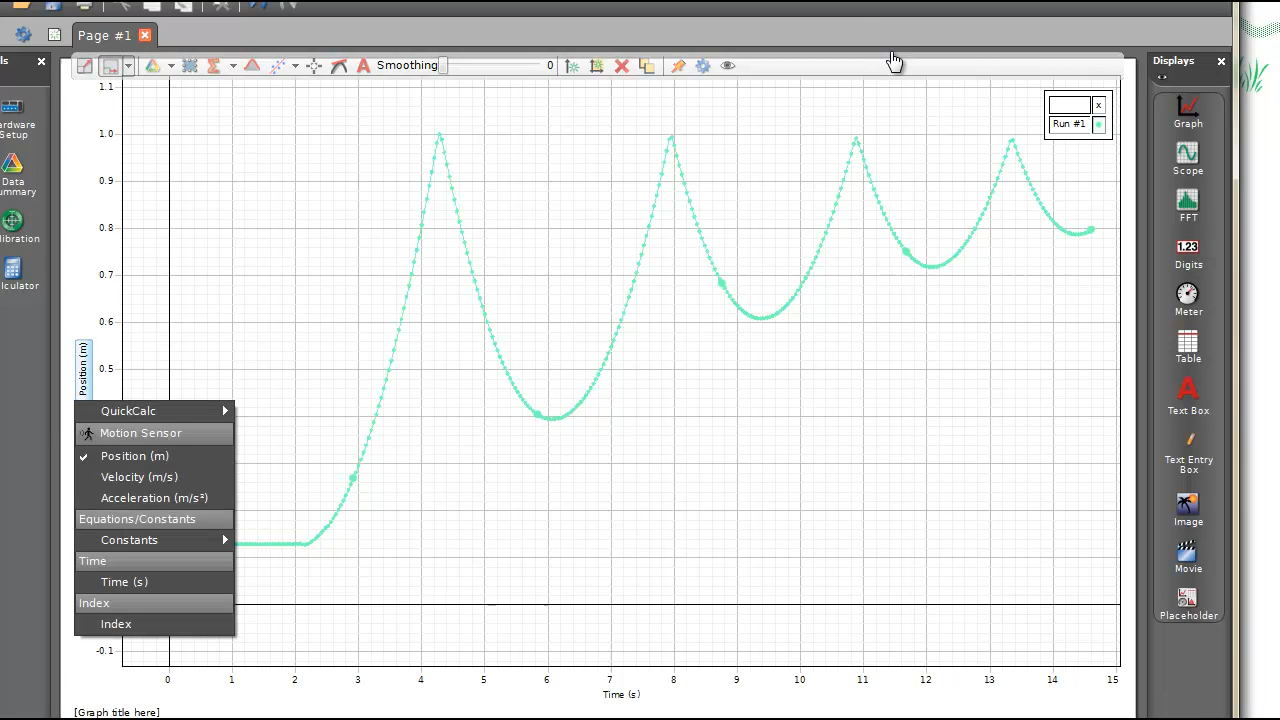 Page #1
ls
Displays
Smoothing
0
1.1
1.0
0.9
0.8
0.7
0.6
0.5
-0.1
Position (m)
x
Run #1
ardware
Setup
Data
ummary
libration
lculator
QuickCalc
Motion Sensor
Position (m)
Velocity (m/s)
Acceleration (m/s²)
Equations/Constants
Constants
Time
Time (s)
Index
Index
0 1 2 3 4 5 6 7 8 9 10 11 12 13 14 15
Time (s)
[Graph title here]
Graph
Scope
FFT
1.23
Digits
Meter
Table
A
Text Box
Text Entry
Box
Image
Movie
Placeholder